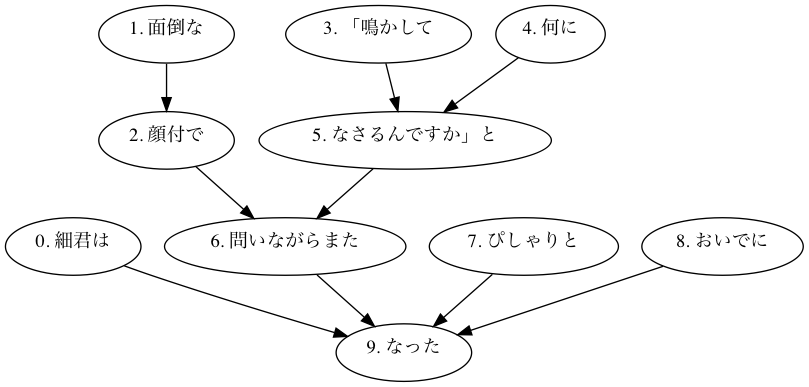 1. 面倒な
3. 「鳴かして
4. 何に
2. 顔付で
5. なさるんですか」と
0. 細君は
6. 問いながらまた
7. ぴしゃりと
8. おいでに
9. なった